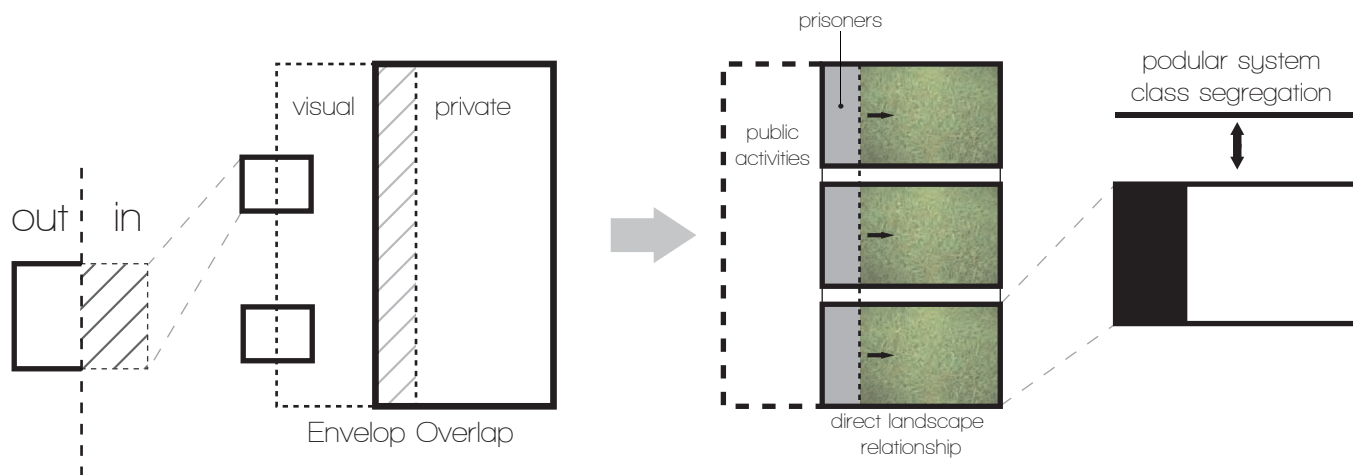 out
in
visual
private
Envelop Overlap
prisoners
public
activities
direct landscape
relationship
podular system
class segregation